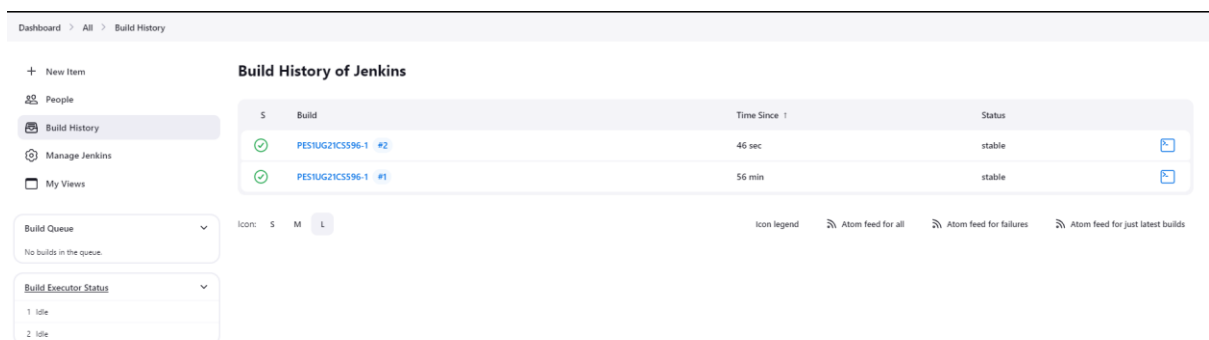 Dashboard > All > Build History
+ New Item
People
Build History
Manage Jenkins
My Views
Build Queue
No builds in the queue.
Build Executor Status
1 Idle
2 Idle
Build History of Jenkins
S Build Time Since ↑ Status
PES1UG21CS596-1 #2 46 sec stable
PES1UG21CS596-1 #1 56 min stable
Icon: S M L Icon legend Atom feed for all Atom feed for failures Atom feed for just latest builds